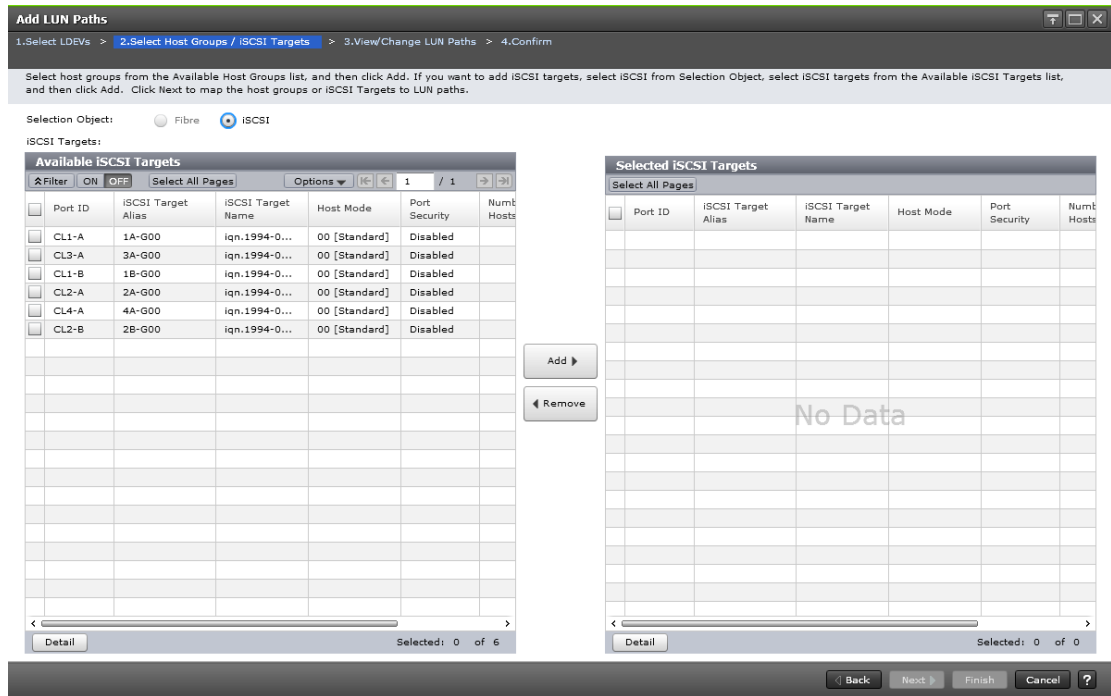 Add LUN Paths
1.Select LDEVs > 2.Select Host Groups / iSCSI Targets > 3.View/Change LUN Paths > 4.Confirm
Select host groups from the Available Host Groups list, and then click Add. If you want to add iSCSI targets, select iSCSI from Selection Object, select iSCSI targets from the Available iSCSI Targets list,
and then click Add. Click Next to map the host groups or iSCSI Targets to LUN paths.
Selection Object: Fibre iSCSI
iSCSI Targets:
Available iSCSI Targets
Filter ON OFF Select All Pages Options 1 / 1
Port ID iSCSI Target Alias iSCSI Target Name Host Mode Port Security Numb Hosts
CL1-A 1A-G00 iqn.1994-0... 00 [Standard] Disabled
CL3-A 3A-G00 iqn.1994-0... 00 [Standard] Disabled
CL1-B 1B-G00 iqn.1994-0... 00 [Standard] Disabled
CL2-A 2A-G00 iqn.1994-0... 00 [Standard] Disabled
CL4-A 4A-G00 iqn.1994-0... 00 [Standard] Disabled
CL2-B 2B-G00 iqn.1994-0... 00 [Standard] Disabled
Detail Selected: 0 of 6
Add
Remove
Selected iSCSI Targets
Select All Pages
Port ID iSCSI Target Alias iSCSI Target Name Host Mode Port Security Numb Hosts
No Data
Detail Selected: 0 of 0
Back Next Finish Cancel ?